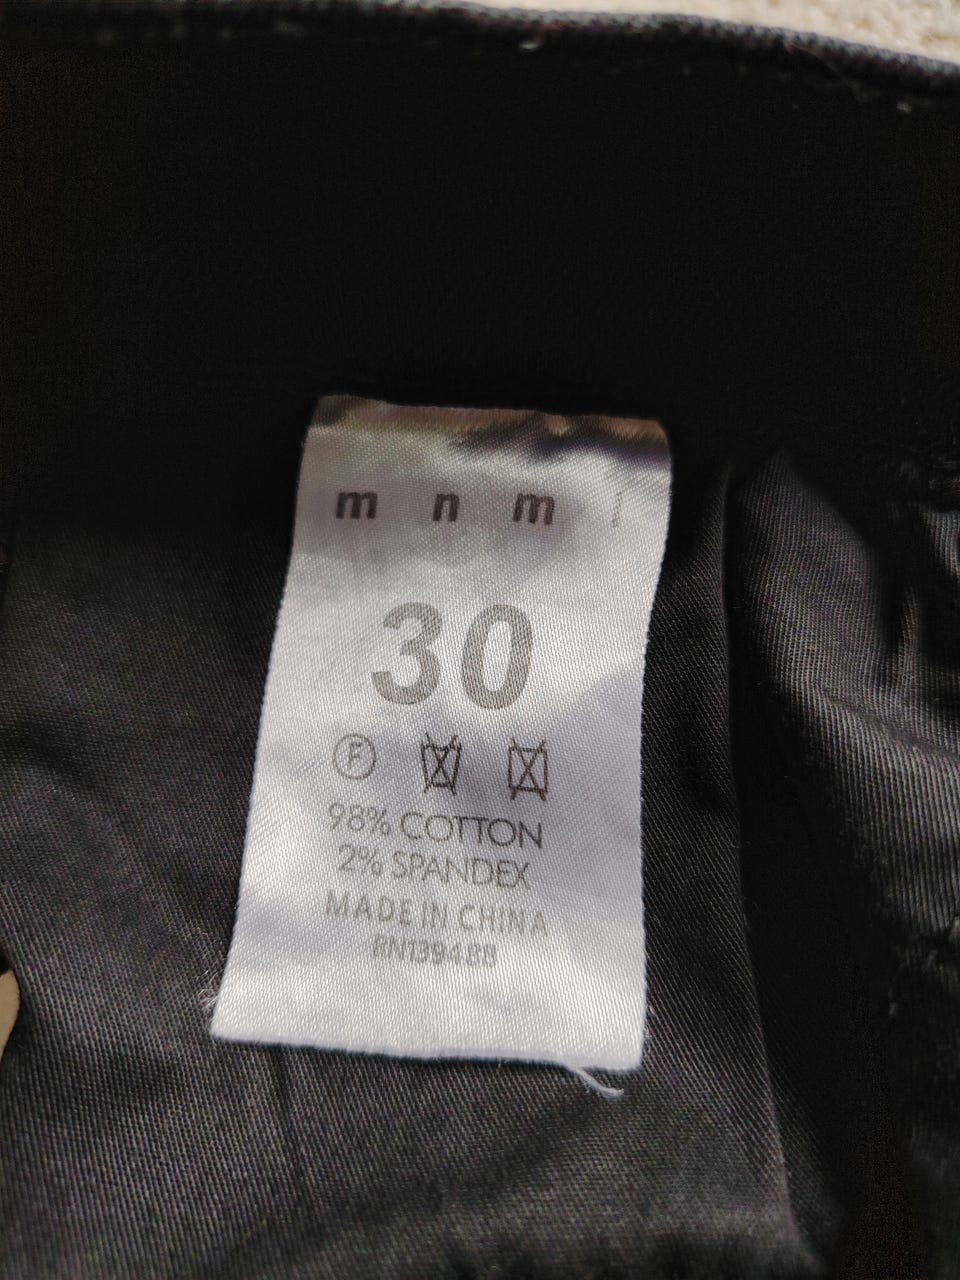 m n m
30
F
98% COTTON
2% SPANDEX
MADE IN CHINA
RN139488